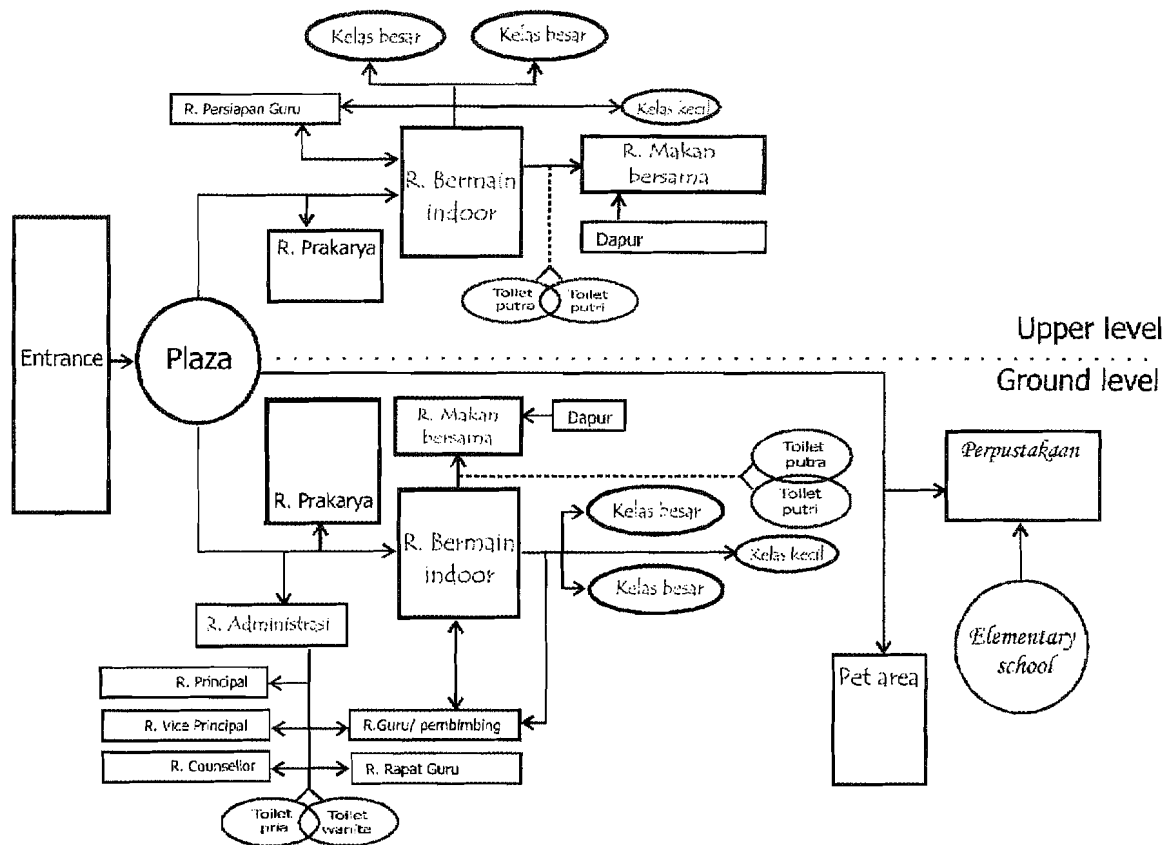 Kelas besar
Kelas besar
R. Persiapan Guru
Kelas kecil
R. Bermain
indoor
R. Makan
bersama
Dapur
R. Prakarya
Toilet
putra
Toilet
putri
Entrance
Plaza
Upper level
Ground level
R. Makan
bersama
Dapur
R. Prakarya
Toilet
putra
Toilet
putri
Perpustakaan
R. Bermain
indoor
Kelas besar
Kelas kecil
Kelas besar
R. Administrasi
Elementary
school
Pet area
R. Principal
R. Vice Principal
R.Guru/ pembimbing
R. Counsellor
R. Rapat Guru
Toilet
pria
Toilet
wanita